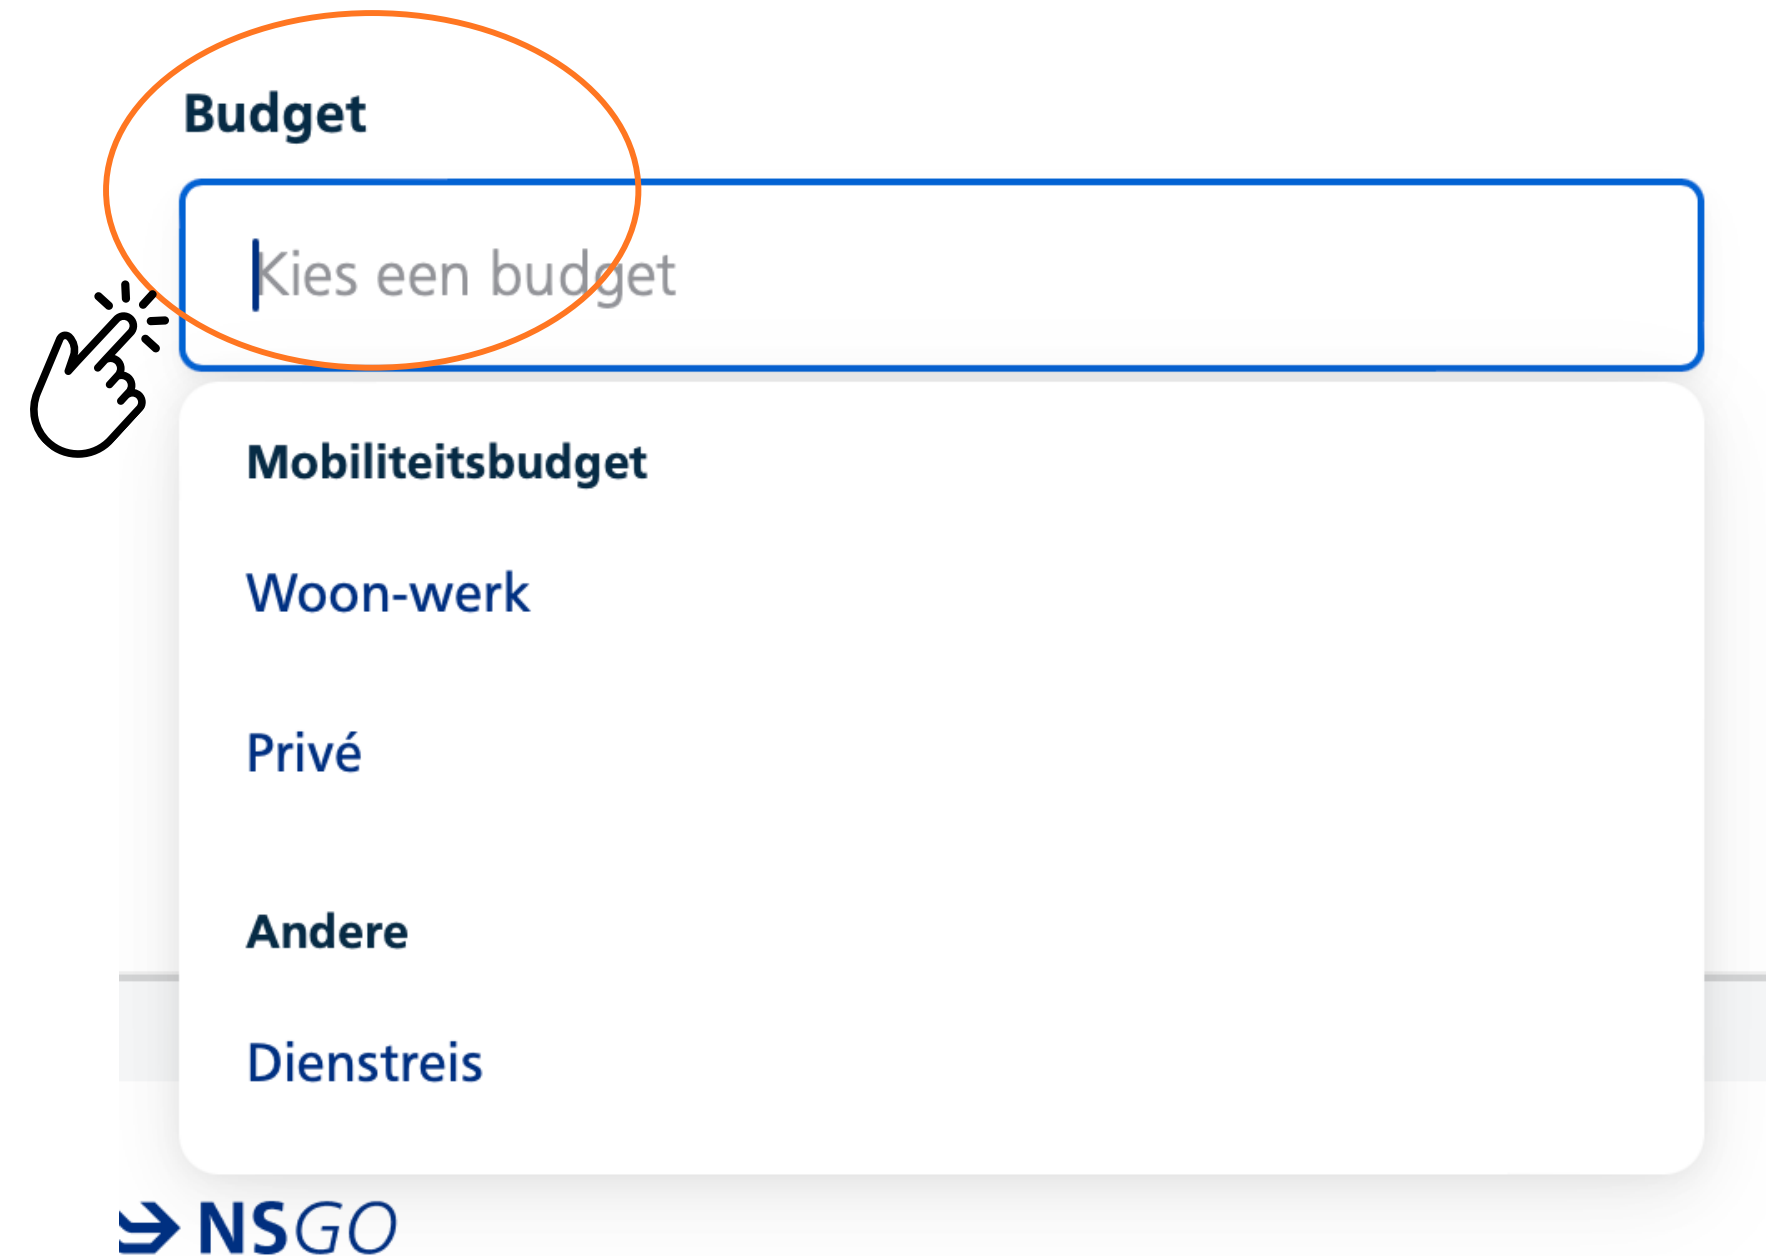 Budget
Kies een budget
Mobiliteitsbudget
Woon-werk
Privé
Andere
Dienstreis
NSGO